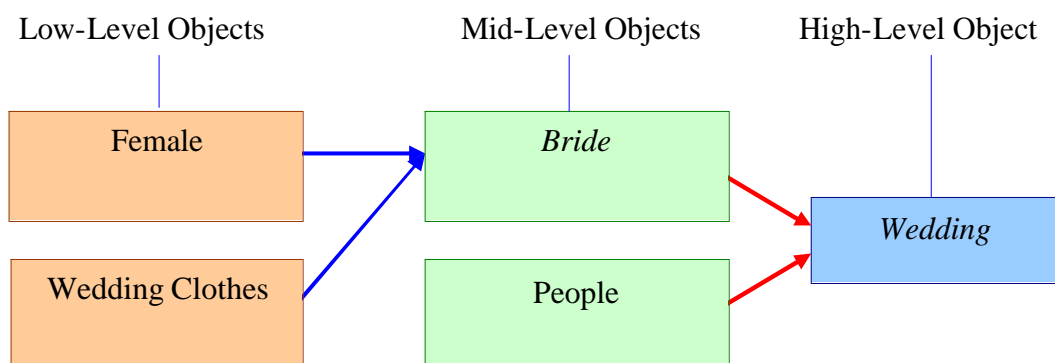 Low-Level Objects
Mid-Level Objects
High-Level Object
Female
Bride
Wedding
Wedding Clothes
People